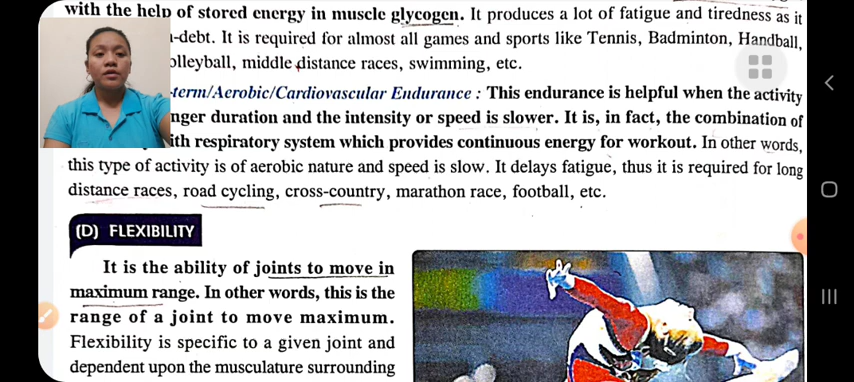 with the help of stored energy in muscle glycogen. It produces a lot of fatigue and tiredness as it
-debt. It is required for almost all games and sports like Tennis, Badminton, Handball,
olleyball, middle distance races, swimming, etc.
-term/Aerobic/Cardiovascular Endurance : This endurance is helpful when the activity
nger duration and the intensity or speed is slower. It is, in fact, the combination of
ith respiratory system which provides continuous energy for workout. In other words,
this type of activity is of aerobic nature and speed is slow. It delays fatigue, thus it is required for long
distance races, road cycling, cross-country, marathon race, football, etc.
(D) FLEXIBILITY
It is the ability of joints to move in
maximum range. In other words, this is the
range of a joint to move maximum.
Flexibility is specific to a given joint and
dependent upon the musculature surrounding